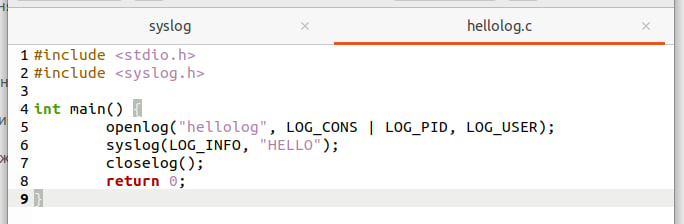 syslog × hellolog.c ×
1 #include <stdio.h>
2 #include <syslog.h>
3
4 int main() {
5         openlog("hellolog", LOG_CONS | LOG_PID, LOG_USER);
6         syslog(LOG_INFO, "HELLO");
7         closelog();
8         return 0;
9 }